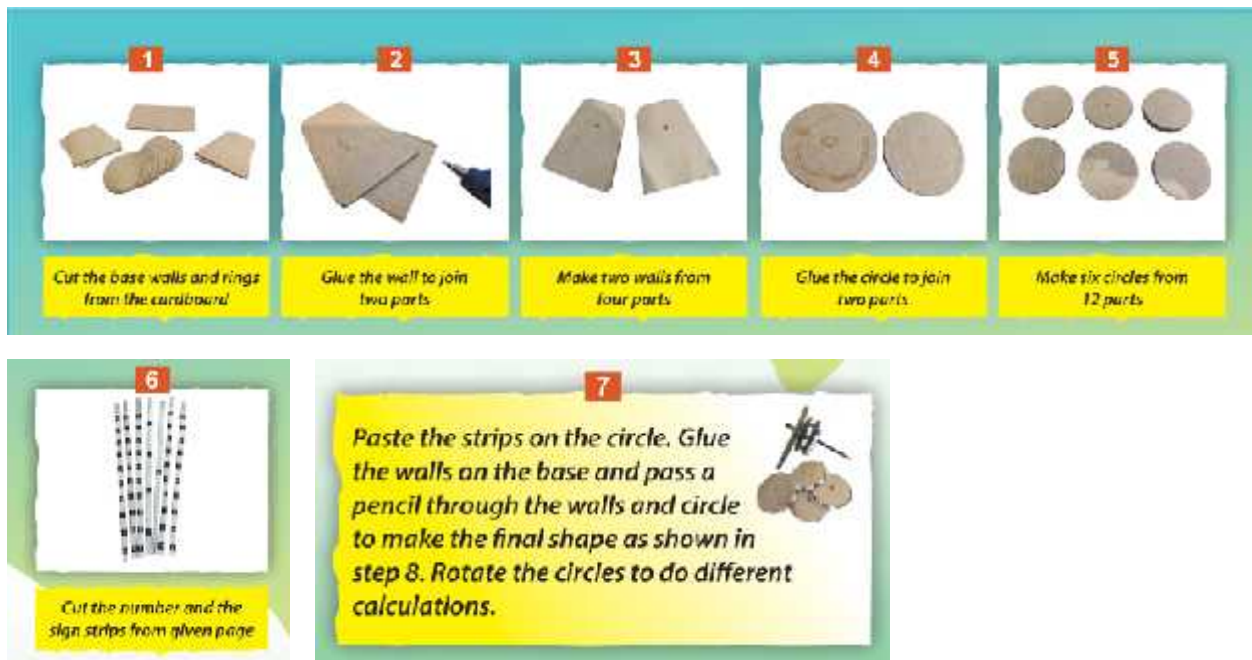 1
Cut the base walls and rings
from the cardboard
2
Glue the wall to join
two parts
3
Make two walls from
four parts
4
Glue the circle to join
two parts
5
Make six circles from
12 parts
6
Cut the number and the
sign strips from given page
7
Paste the strips on the circle. Glue
the walls on the base and pass a
pencil through the walls and circle
to make the final shape as shown in
step 8. Rotate the circles to do different
calculations.